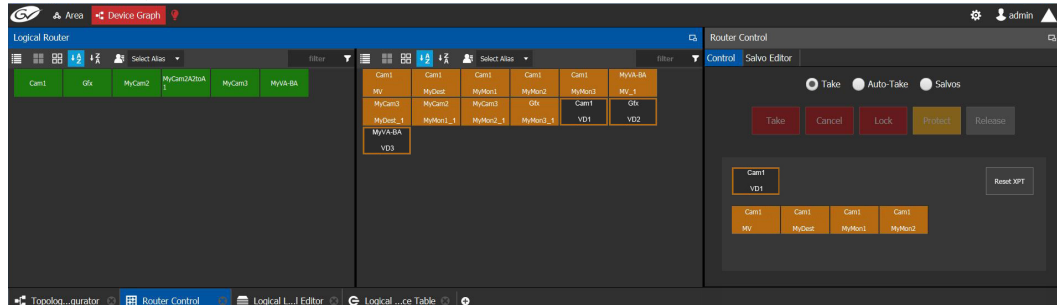 Area
Device Graph
admin
Logical Router
Router Control
Select Alias
filter
Select Alias
filter
Control
Salvo Editor
Cam1
Gfx
MyCam2
MyCam2A2toA
1
MyCam3
MyVA-BA
Cam1
MV
Cam1
MyDest
Cam1
MyMon1
Cam1
MyMon2
Cam1
MyMon3
MyVA-BA
MV_1
MyCam3
MyDest_1
MyCam2
MyMon1_1
MyCam3
MyMon2_1
Gfx
MyMon3_1
Cam1
VD1
Gfx
VD2
MyVA-BA
VD3
Take
Auto-Take
Salvos
Take
Cancel
Lock
Protect
Release
Cam1
VD1
Reset XPT
Cam1
MV
Cam1
MyDest
Cam1
MyMon1
Cam1
MyMon2
Topolog...gurator
Router Control
Logical L...l Editor
Logical ...ce Table